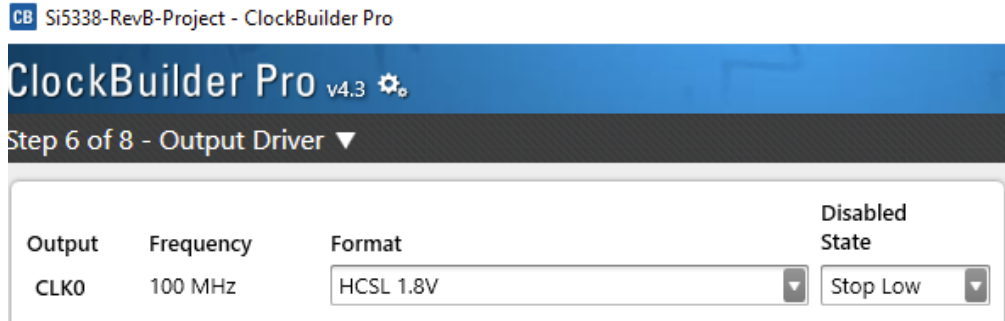 CB Si5338-RevB-Project - ClockBuilder Pro
ClockBuilder Pro v4.3
Step 6 of 8 - Output Driver ▼
Output Frequency Format Disabled State
CLK0 100 MHz HCSL 1.8V Stop Low